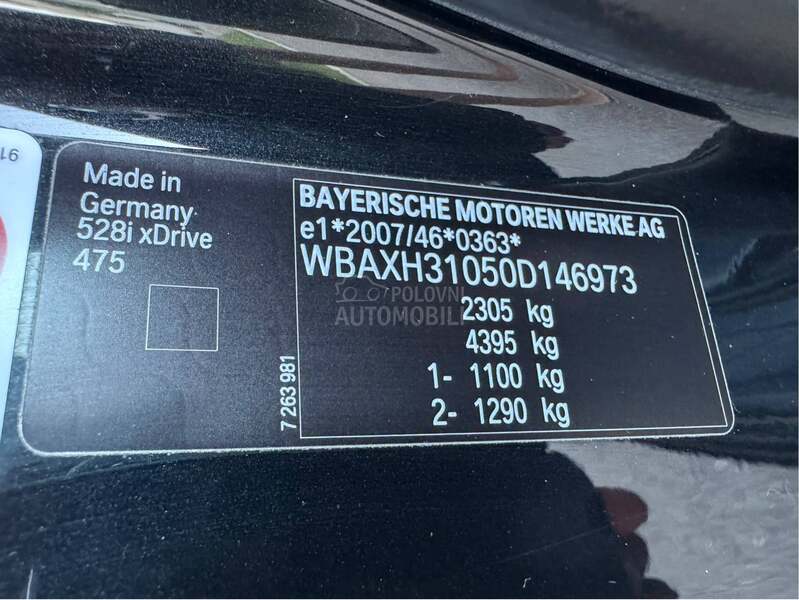 Made in
Germany
528i xDrive
475
BAYERISCHE MOTOREN WERKE AG
e1*2007/46*0363*
WBAXH31050D146973
2305 kg
4395 kg
1- 1100 kg
2- 1290 kg
7 263 981
POLOVNI
AUTOMOBILI
91